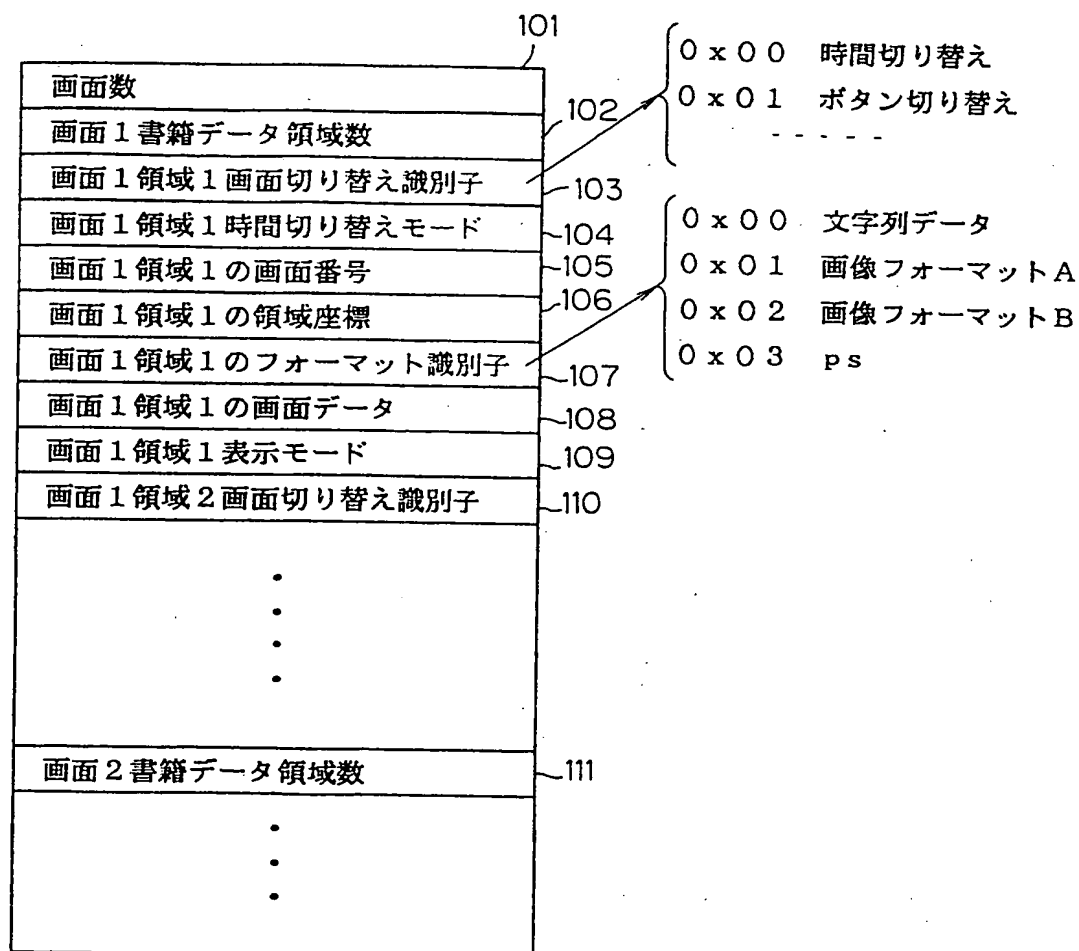 101
画面数
102
画面1書籍データ領域数
画面1領域1画面切り替え識別子
103
画面1領域1時間切り替えモード
104
画面1領域1の画面番号
105
画面1領域1の領域座標
106
画面1領域1のフォーマット識別子
107
画面1領域1の画面データ
108
画面1領域1表示モード
109
画面1領域2画面切り替え識別子
110
画面2書籍データ領域数
111
0x00 時間切り替え
0x01 ボタン切り替え
-----
0x00 文字列データ
0x01 画像フォーマットA
0x02 画像フォーマットB
0x03 ps